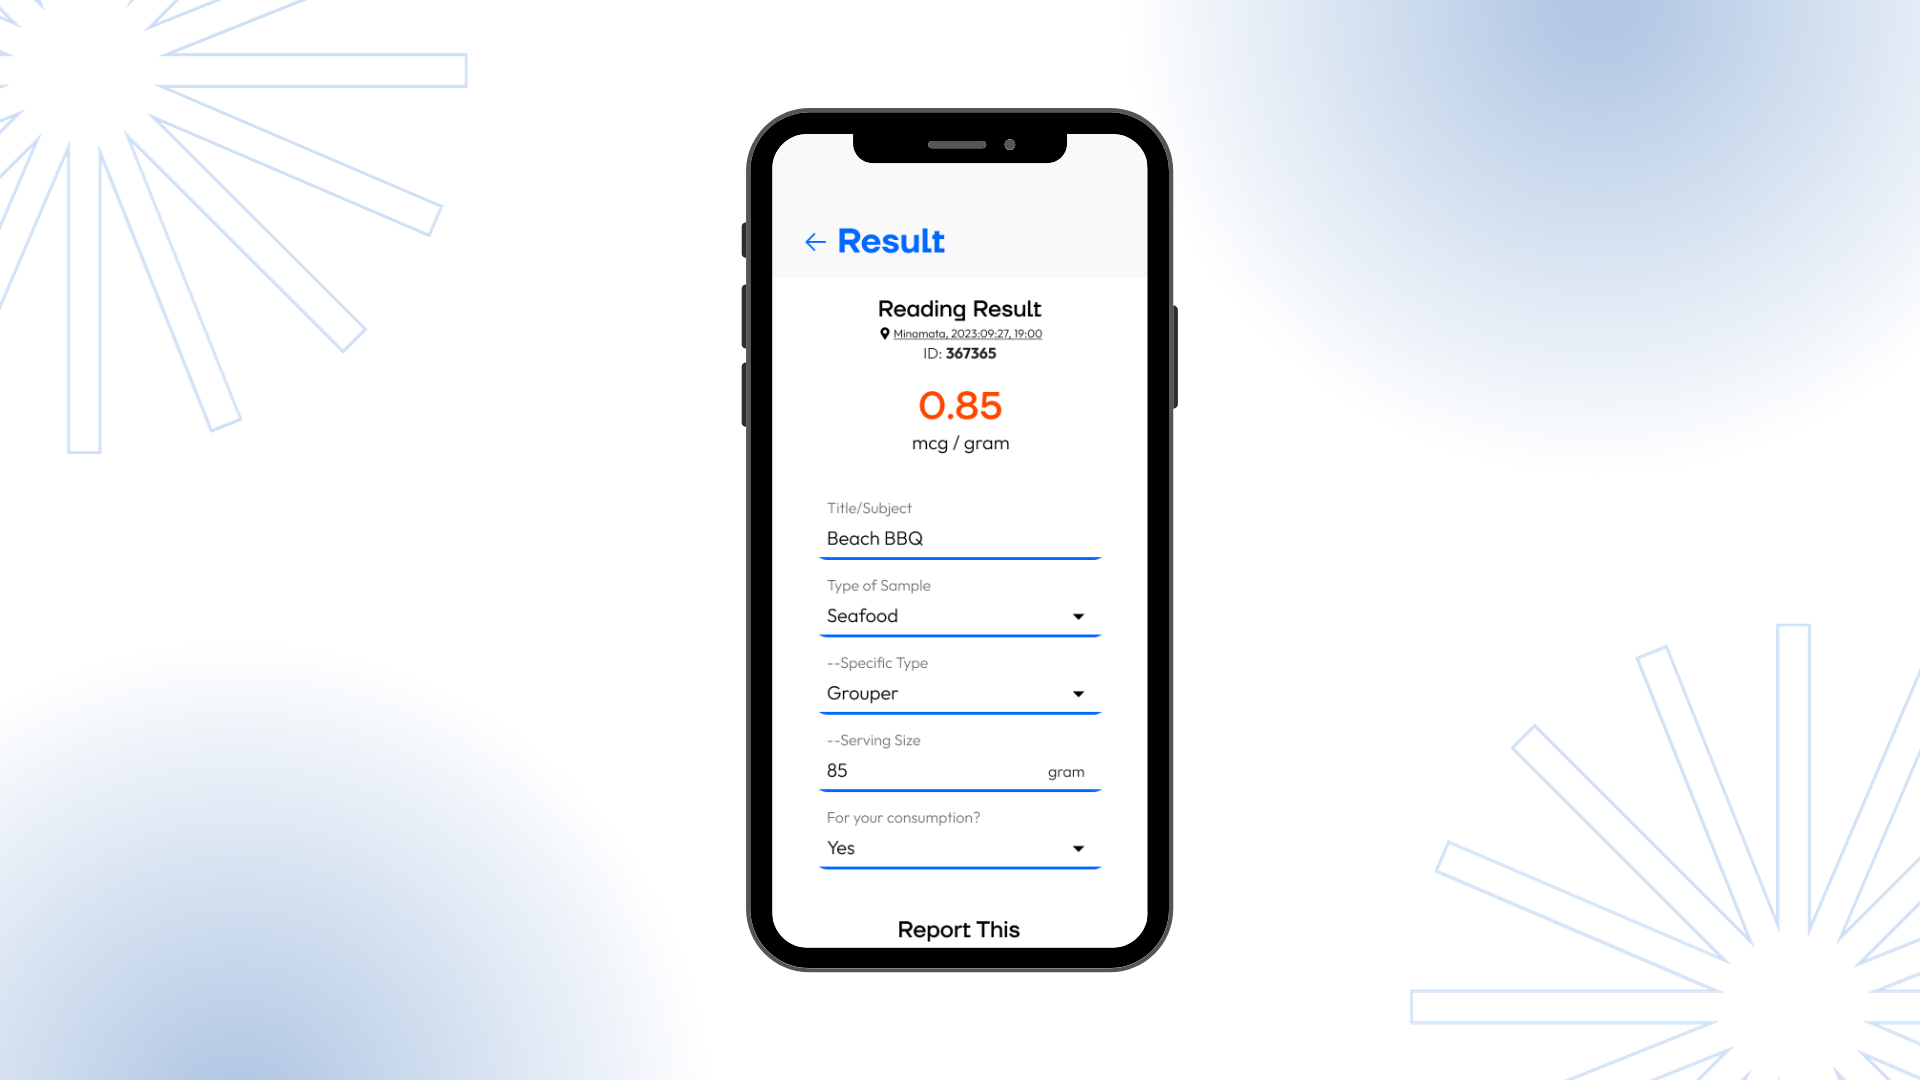 Result
Reading Result
Minamata, 2023:09:27, 19:00
ID: 367365
0.85
mcg / gram
Title/Subject
Beach BBQ
Type of Sample
Seafood
--Specific Type
Grouper
--Serving Size
85 gram
For your consumption?
Yes
Report This